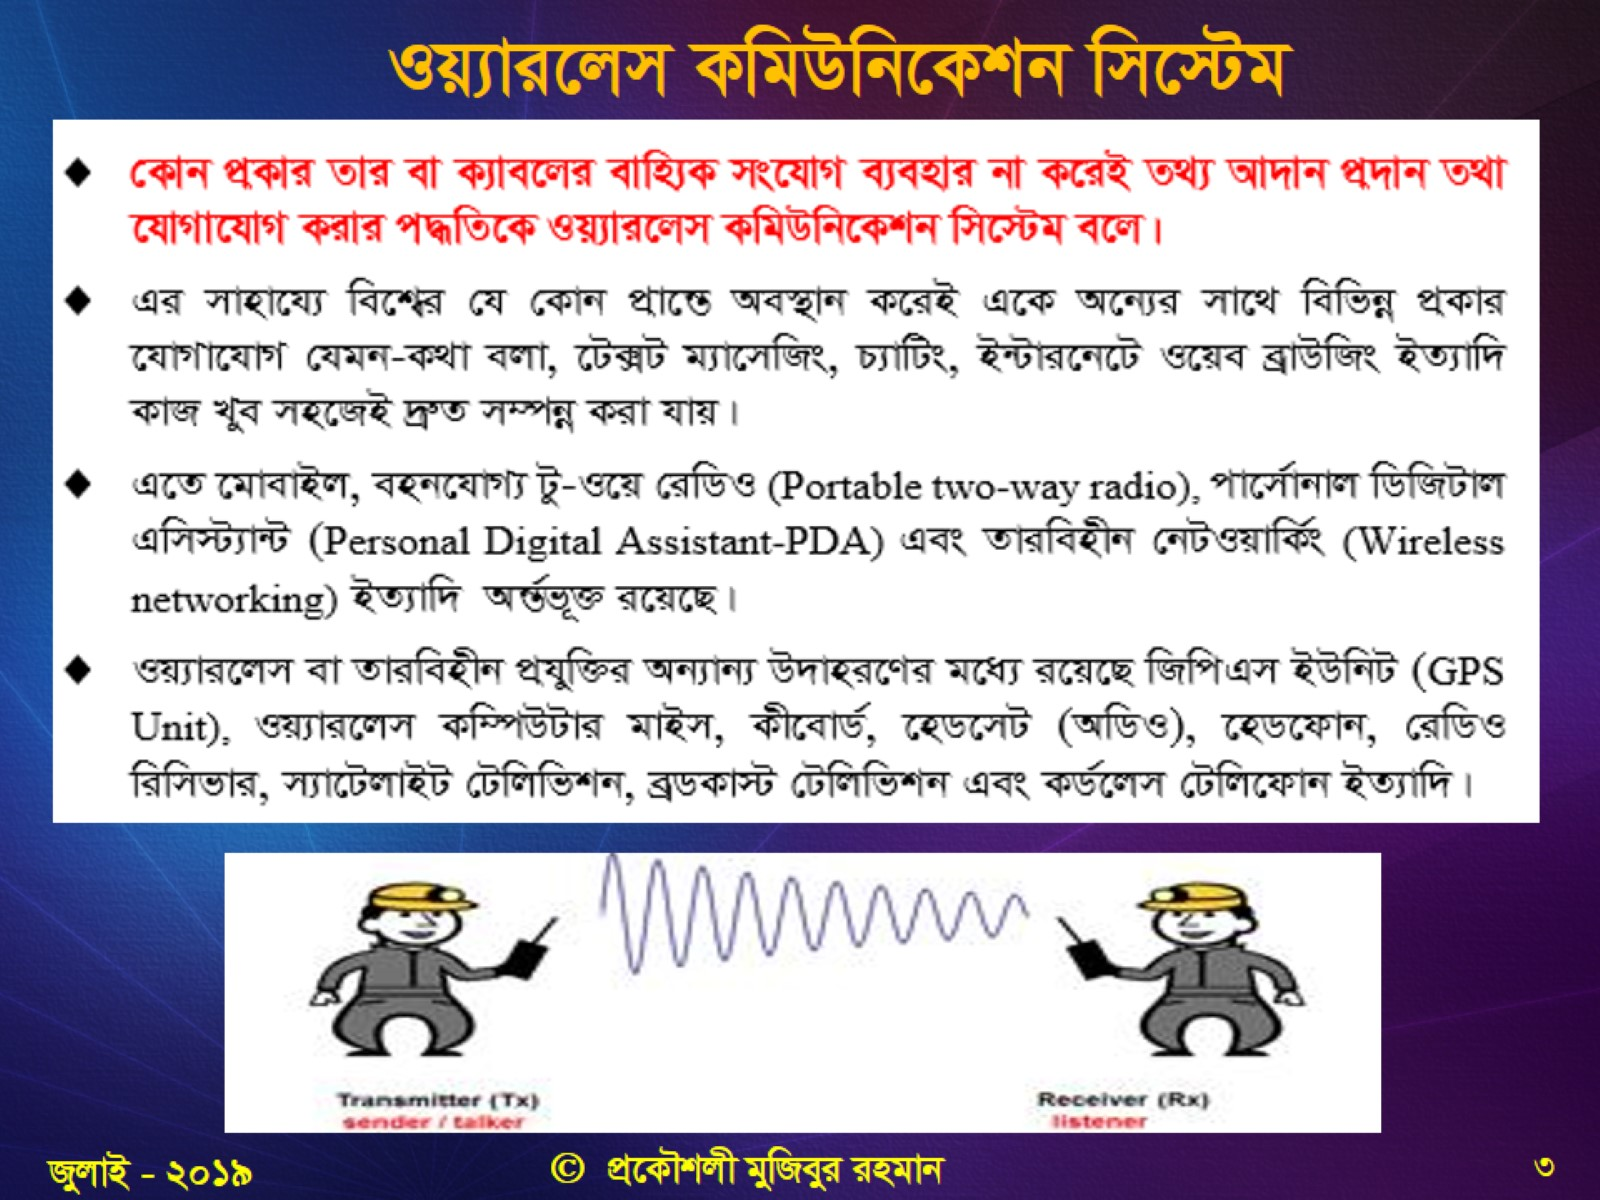 ওয়্যারলেস কমিউনিকেশন সিস্টেম
♦ কোন প্রকার তার বা ক্যাবলের বাহ্যিক সংযোগ ব্যবহার না করেই তথ্য আদান প্রদান তথা
যোগাযোগ করার পদ্ধতিকে ওয়্যারলেস কমিউনিকেশন সিস্টেম বলে।
♦ এর সাহায্যে বিশ্বের যে কোন প্রান্তে অবস্থান করেই একে অন্যের সাথে বিভিন্ন প্রকার
যোগাযোগ যেমন-কথা বলা, টেক্সট ম্যাসেজিং, চ্যাটিং, ইন্টারনেটে ওয়েব ব্রাউজিং ইত্যাদি
কাজ খুব সহজেই দ্রুত সম্পন্ন করা যায়।
♦ এতে মোবাইল, বহনযোগ্য টু-ওয়ে রেডিও (Portable two-way radio), পার্সোনাল ডিজিটাল
এসিস্ট্যান্ট (Personal Digital Assistant-PDA) এবং তারবিহীন নেটওয়ার্কিং (Wireless
networking) ইত্যাদি অর্ন্তভূক্ত রয়েছে।
♦ ওয়্যারলেস বা তারবিহীন প্রযুক্তির অন্যান্য উদাহরণের মধ্যে রয়েছে জিপিএস ইউনিট (GPS
Unit), ওয়্যারলেস কম্পিউটার মাইস, কীবোর্ড, হেডসেট (অডিও), হেডফোন, রেডিও
রিসিভার, স্যাটেলাইট টেলিভিশন, ব্রডকাস্ট টেলিভিশন এবং কর্ডলেস টেলিফোন ইত্যাদি।
Transmitter (Tx)
sender / talker
Receiver (Rx)
listener
জুলাই - ২০১৯
© প্রকৌশলী মুজিবুর রহমান
৩